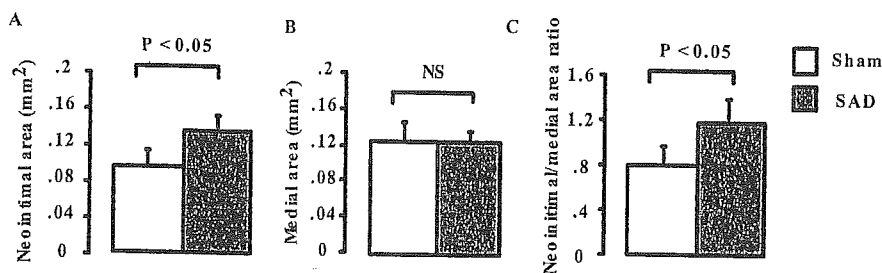 A
P <0.05
.2
.16
.12
.08
.04
0
Neointimal area (mm²)
B
NS
.2
.16
.12
.08
.04
0
Medial area (mm²)
C
P <0.05
1.6
1.2
.8
.4
0
Neoinitimal/medial area ratio
Sham
SAD